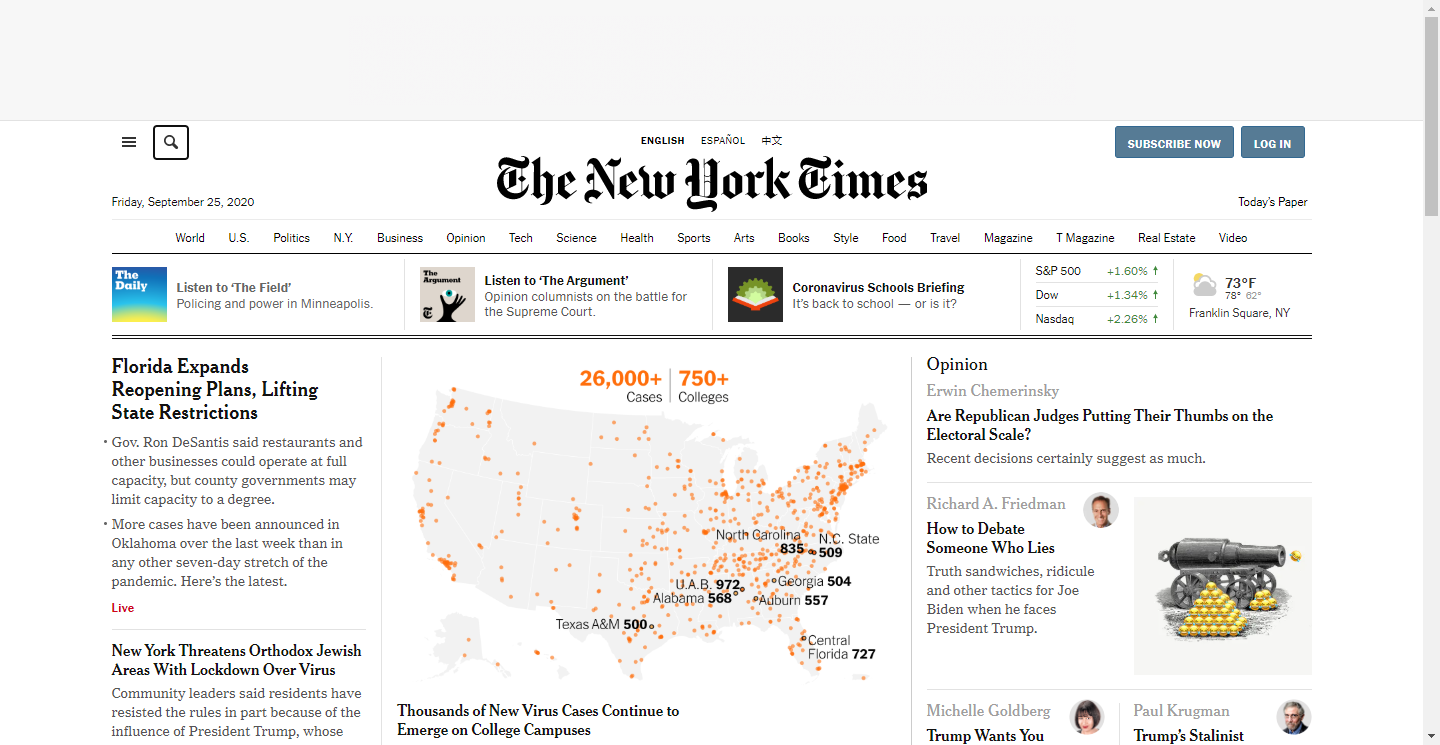 ENGLISH ESPAÑOL 中文
SUBSCRIBE NOW LOG IN
The New York Times
Friday, September 25, 2020
Today's Paper
World U.S. Politics N.Y. Business Opinion Tech Science Health Sports Arts Books Style Food Travel Magazine T Magazine Real Estate Video
The
Daily
Listen to ‘The Field’
Policing and power in Minneapolis.
The
Argument
Listen to ‘The Argument’
Opinion columnists on the battle for
the Supreme Court.
Coronavirus Schools Briefing
It’s back to school — or is it?
S&P 500 +1.60% ↑
Dow +1.34% ↑
Nasdaq +2.26% ↑
73°F
78° 62°
Franklin Square, NY
Florida Expands
Reopening Plans, Lifting
State Restrictions
• Gov. Ron DeSantis said restaurants and
other businesses could operate at full
capacity, but county governments may
limit capacity to a degree.
• More cases have been announced in
Oklahoma over the last week than in
any other seven-day stretch of the
pandemic. Here’s the latest.
Live
New York Threatens Orthodox Jewish
Areas With Lockdown Over Virus
Community leaders said residents have
resisted the rules in part because of the
influence of President Trump, whose
26,000+ 750+
Cases Colleges
North Carolina
835
N.C. State
509
U.A.B. 972
Georgia 504
Alabama 568
Auburn 557
Texas A&M 500
Central
Florida 727
Thousands of New Virus Cases Continue to
Emerge on College Campuses
Opinion
Erwin Chemerinsky
Are Republican Judges Putting Their Thumbs on the
Electoral Scale?
Recent decisions certainly suggest as much.
Richard A. Friedman
How to Debate
Someone Who Lies
Truth sandwiches, ridicule
and other tactics for Joe
Biden when he faces
President Trump.
Michelle Goldberg
Trump Wants You
Paul Krugman
Trump’s Stalinist